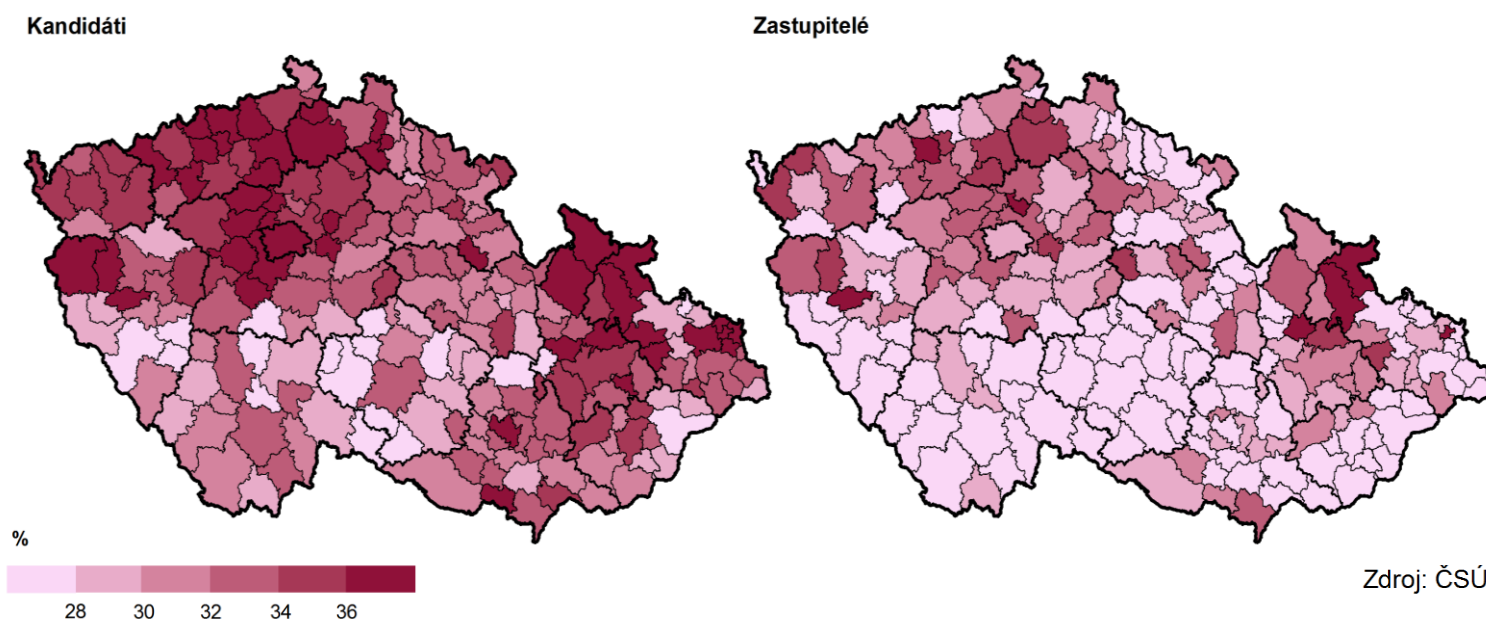 Kandidáti
Zastupitelé
%
28 30 32 34 36
Zdroj: ČSÚ